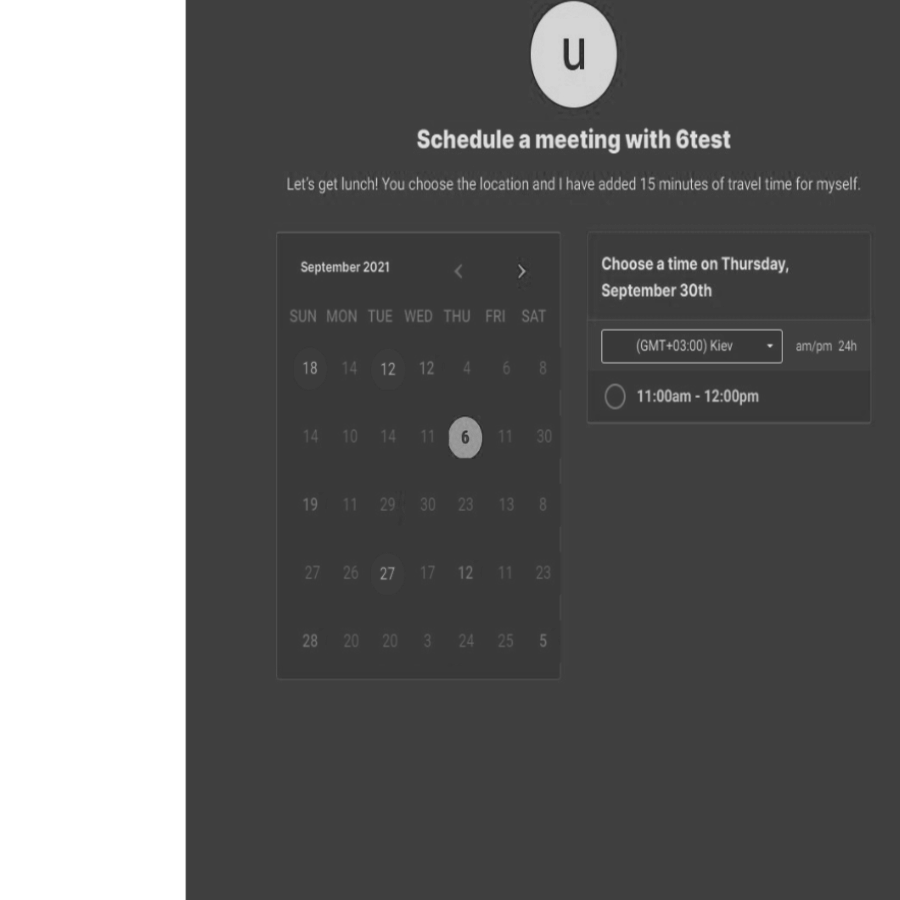 u
Schedule a meeting with 6test
Let's get lunch! You choose the location and I have added 15 minutes of travel time for myself.
September 2021
SUN MON TUE WED THU FRI SAT
18 14 12 12 4 6 8
14 10 14 11 6 11 30
19 11 29 30 23 13 8
27 26 27 17 12 11 23
28 20 20 3 24 25 5
Choose a time on Thursday,
September 30th
(GMT+03:00) Kiev am/pm 24h
11:00am - 12:00pm